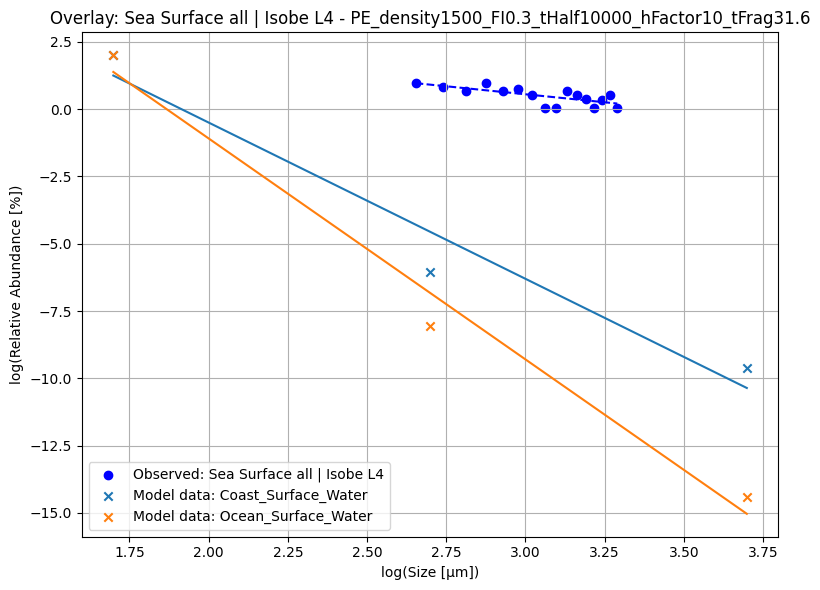 Overlay: Sea Surface all | Isobe L4 - PE_density1500_FI0.3_tHalf10000_hFactor10_tFrag31.6
2.5
0.0
−2.5
−5.0
−7.5
−10.0
−12.5
−15.0
log(Relative Abundance [%])
Observed: Sea Surface all | Isobe L4
Model data: Coast_Surface_Water
Model data: Ocean_Surface_Water
1.75 2.00 2.25 2.50 2.75 3.00 3.25 3.50 3.75
log(Size [μm])